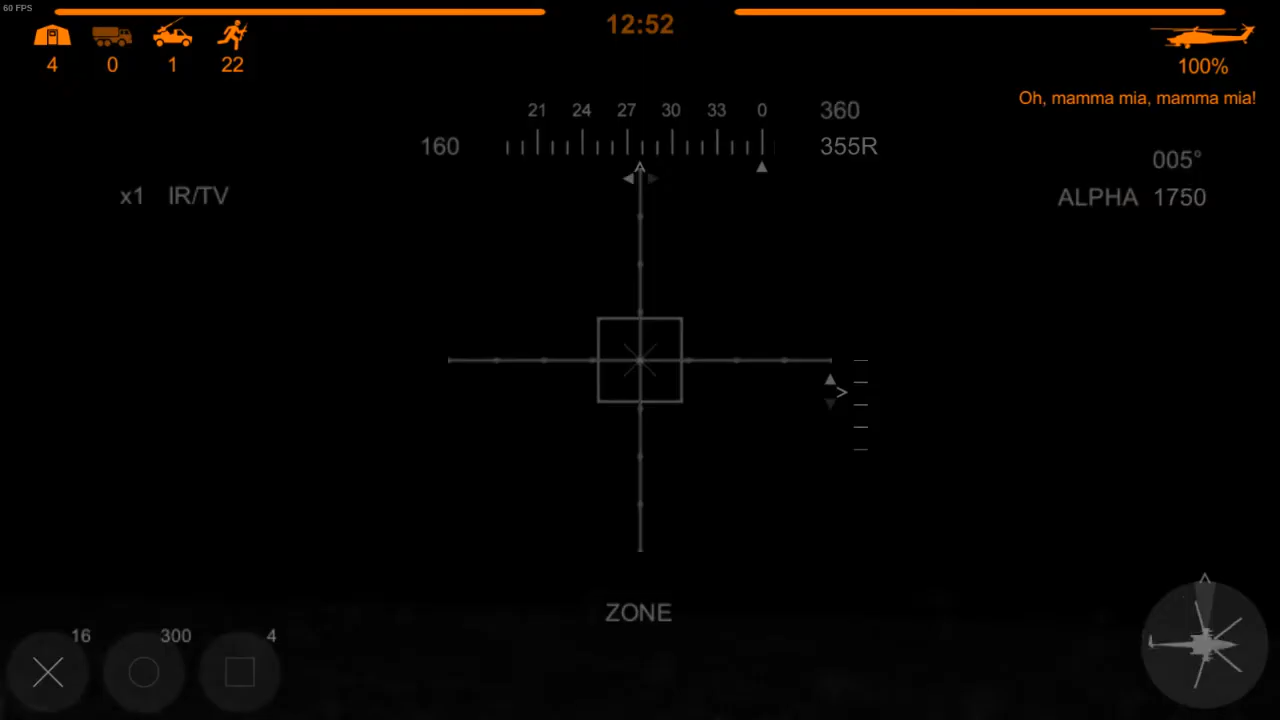 60 FPS
12:52
4 0 1 22
100%
Oh, mamma mia, mamma mia!
21 24 27 30 33 0 360
160 355R
005°
x1 IR/TV
ALPHA 1750
ZONE
16 300 4